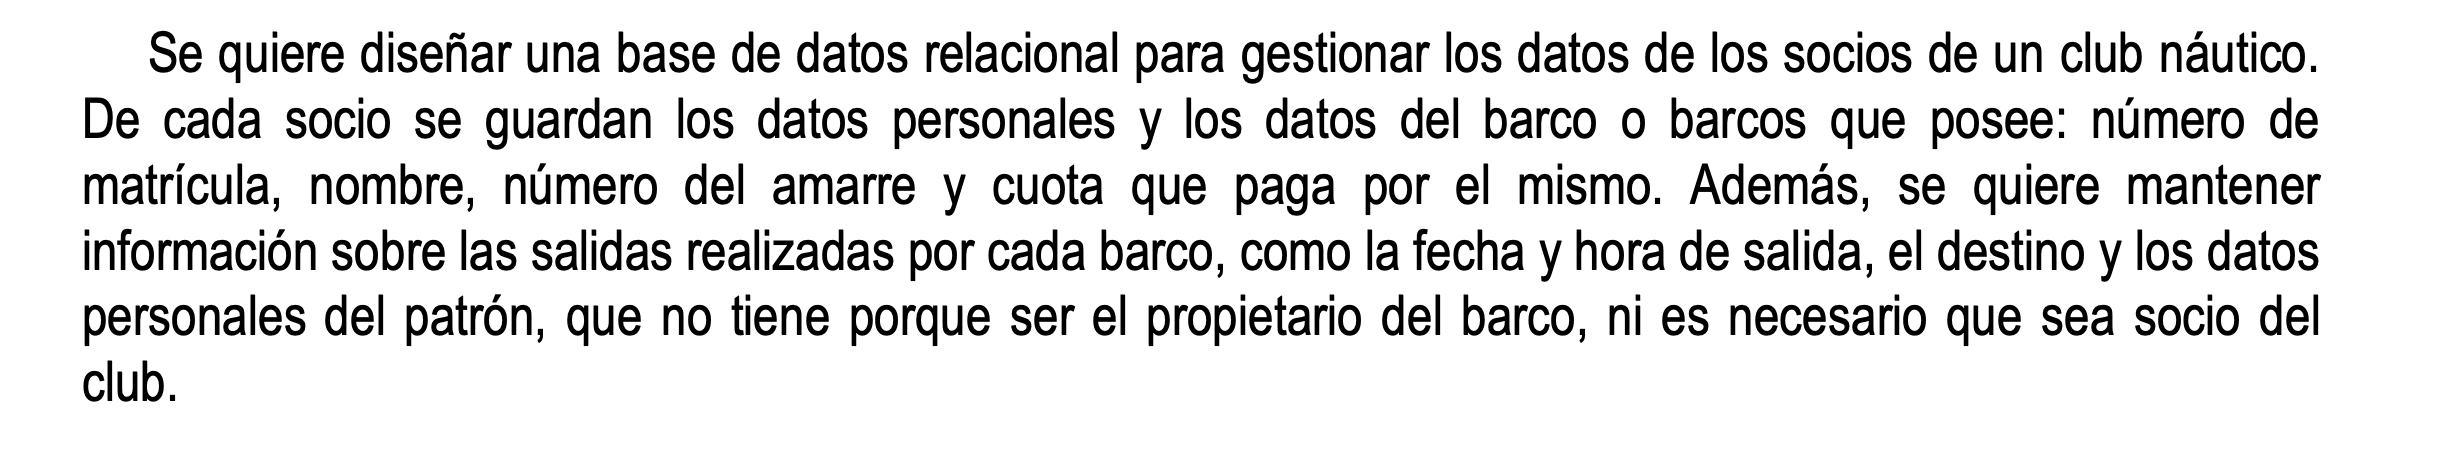 Se quiere diseñar una base de datos relacional para gestionar los datos de los socios de un club náutico.
De cada socio se guardan los datos personales y los datos del barco o barcos que posee: número de
matrícula, nombre, número del amarre y cuota que paga por el mismo. Además, se quiere mantener
información sobre las salidas realizadas por cada barco, como la fecha y hora de salida, el destino y los datos
personales del patrón, que no tiene porque ser el propietario del barco, ni es necesario que sea socio del
club.